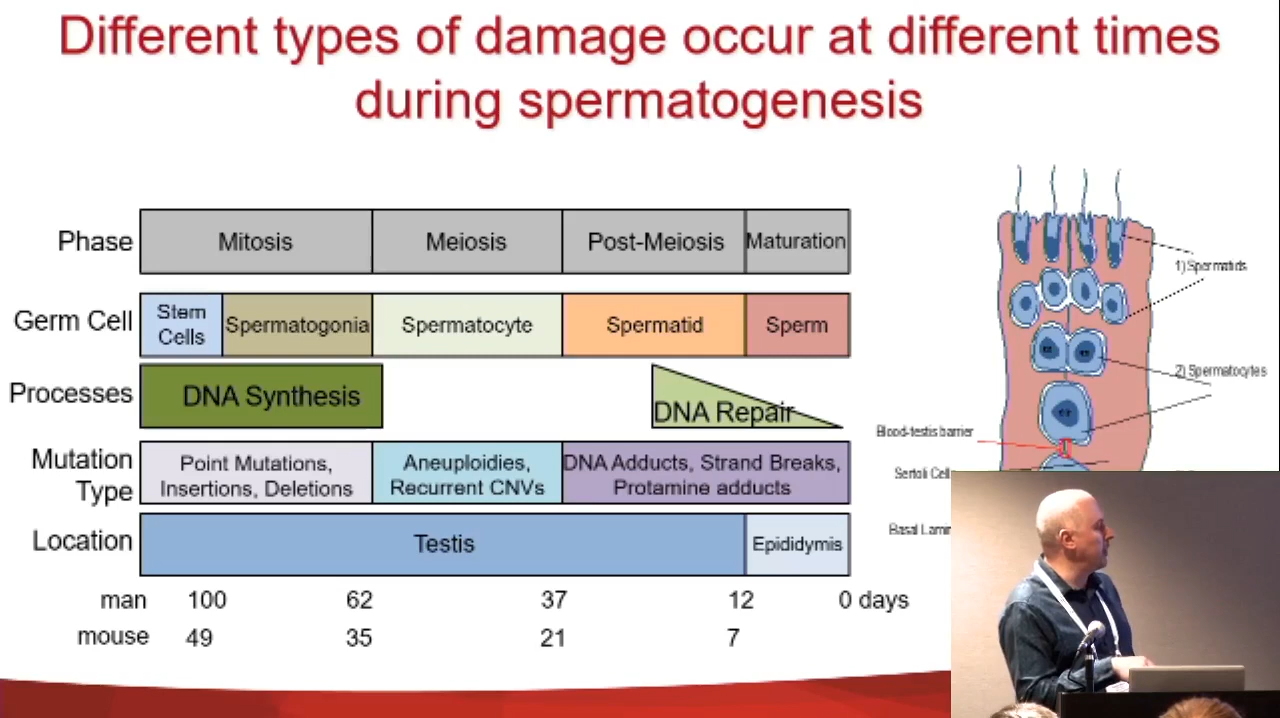 Different types of damage occur at different times
during spermatogenesis
Phase
Mitosis
Meiosis
Post-Meiosis
Maturation
Germ Cell
Stem
Cells
Spermatogonia
Spermatocyte
Spermatid
Sperm
Processes
DNA Synthesis
DNA Repair
Mutation
Type
Point Mutations,
Insertions, Deletions
Aneuploidies,
Recurrent CNVs
DNA Adducts, Strand Breaks,
Protamine adducts
Location
Testis
Epididymis
man 100 62 37 12 0 days
mouse 49 35 21 7
1) Spermatids
2) Spermatocytes
Blood-testis barrier
Sertoli Cell
Basal